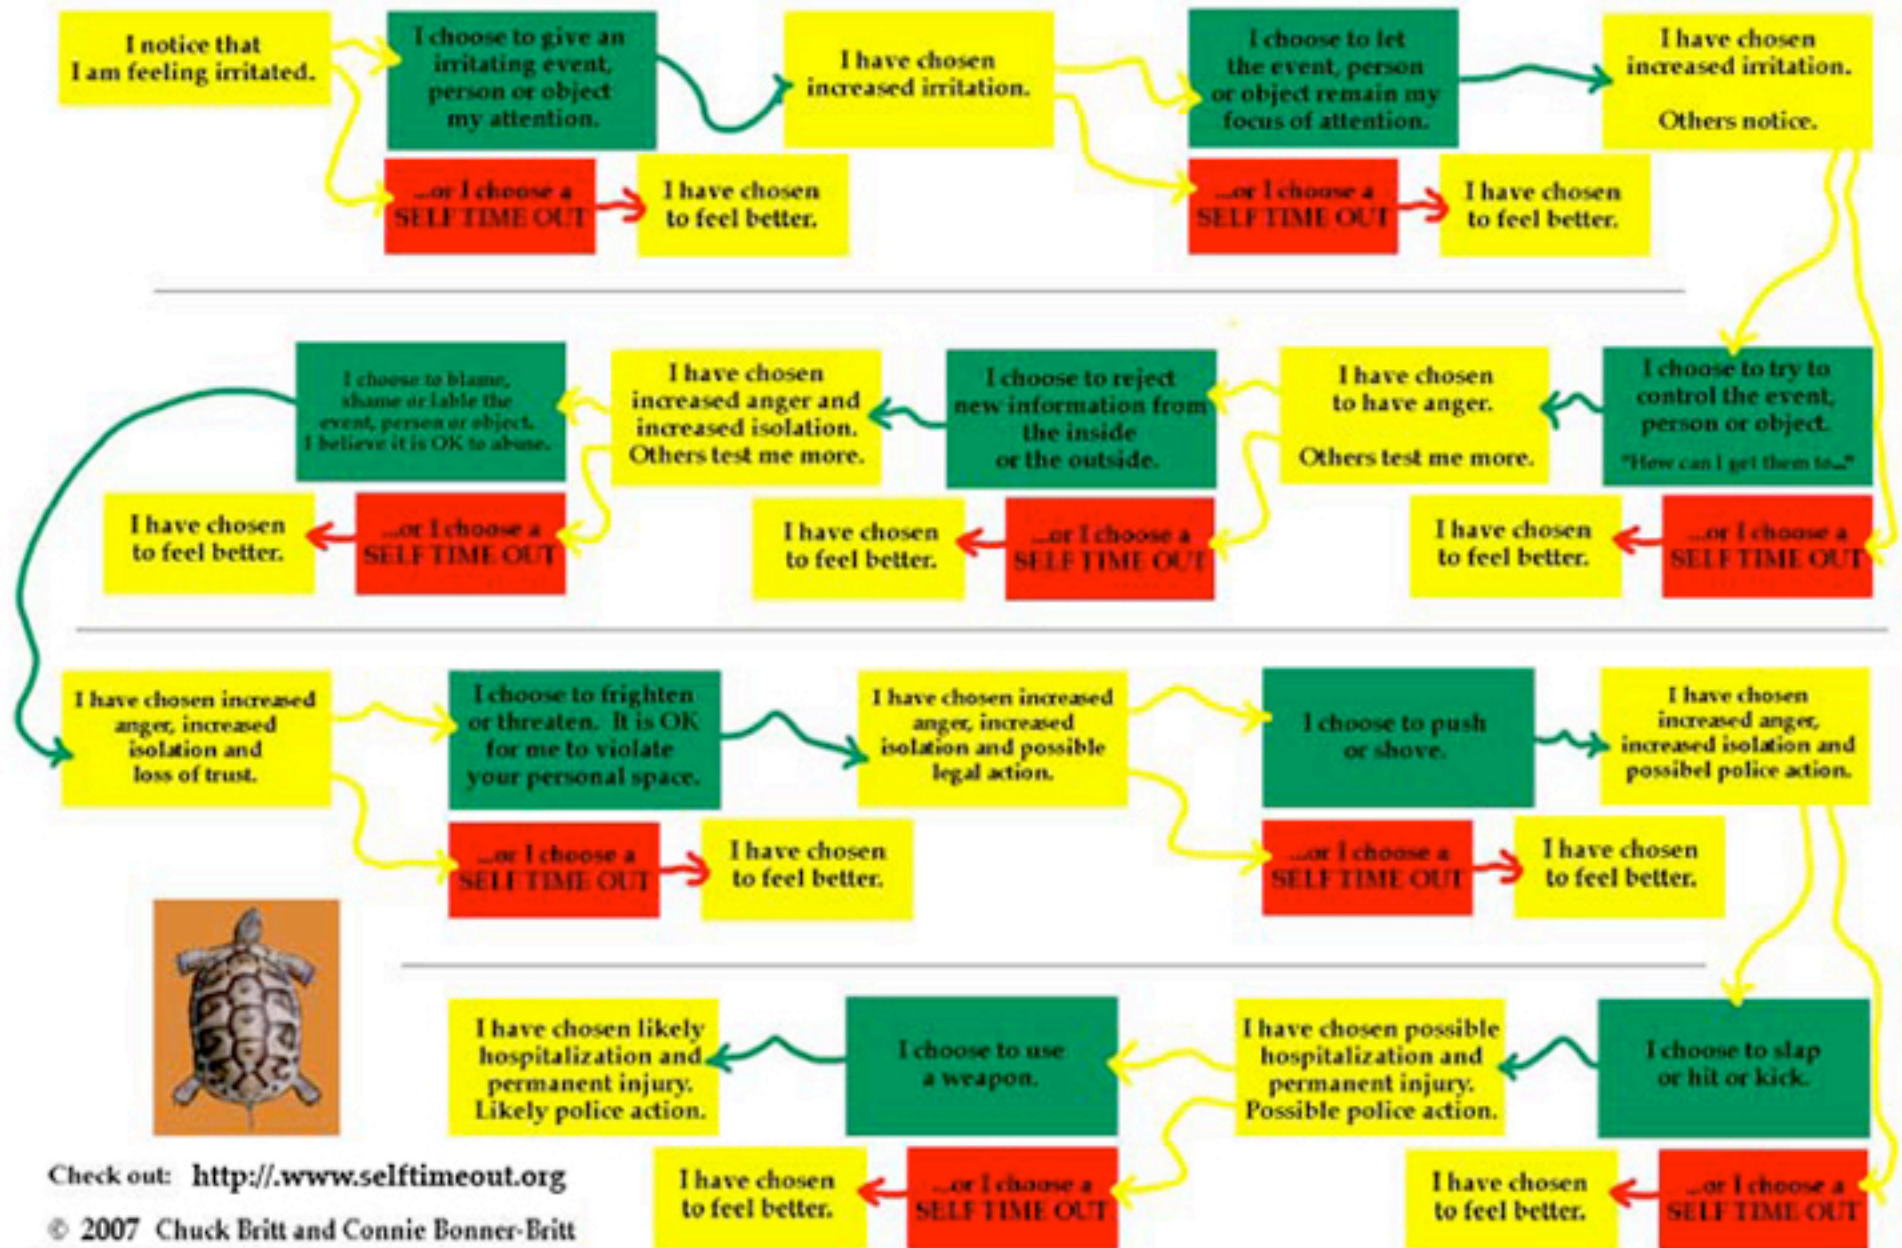 I notice that
I am feeling irritated.
I choose to give an
irritating event,
person or object
my attention.
I have chosen
increased irritation.
I choose to let
the event, person
or object remain my
focus of attention.
I have chosen
increased irritation.
Others notice.
...or I choose a
SELF TIME OUT
I have chosen
to feel better.
...or I choose a
SELF TIME OUT
I have chosen
to feel better.
I choose to try to
control the event,
person or object.
"How can I get them to..."
...or I choose a
SELF TIME OUT
I have chosen
to feel better.
I have chosen
to have anger.
Others test me more.
I choose to reject
new information from
the inside
or the outside.
...or I choose a
SELF TIME OUT
I have chosen
to feel better.
I have chosen
increased anger and
increased isolation.
Others test me more.
I choose to blame,
shame or lable the
event, person or object.
I believe it is OK to abuse.
...or I choose a
SELF TIME OUT
I have chosen
to feel better.
I have chosen increased
anger, increased
isolation and
loss of trust.
I choose to frighten
or threaten. It is OK
for me to violate
your personal space.
...or I choose a
SELF TIME OUT
I have chosen
to feel better.
I have chosen increased
anger, increased
isolation and possible
legal action.
I choose to push
or shove.
...or I choose a
SELF TIME OUT
I have chosen
to feel better.
I have chosen
increased anger,
increased isolation and
possibel police action.
I choose to slap
or hit or kick.
...or I choose a
SELF TIME OUT
I have chosen
to feel better.
I have chosen possible
hospitalization and
permanent injury.
Possible police action.
I choose to use
a weapon.
...or I choose a
SELF TIME OUT
I have chosen
to feel better.
I have chosen likely
hospitalization and
permanent injury.
Likely police action.
Check out: http://.www.selftimeout.org
© 2007 Chuck Britt and Connie Bonner-Britt